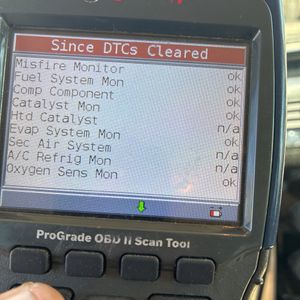 Since DTCs Cleared
Misfire Monitor ok
Fuel System Mon ok
Comp Component ok
Catalyst Mon ok
Htd Catalyst n/a
Evap System Mon ok
Sec Air System n/a
A/C Refrig Mon n/a
Oxygen Sens Mon ok
ProGrade OBD II Scan Tool